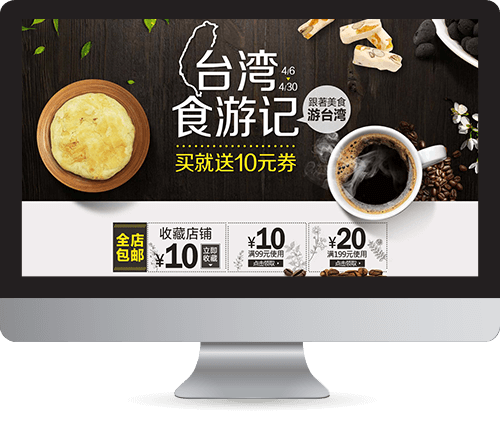 台湾
4/6
4/30
食游记
跟著美食
游台湾
买就送10元券
全店
包邮
收藏店铺
¥10
立即
收藏
¥10
满99元使用
点击领取
¥20
满199元使用
点击领取